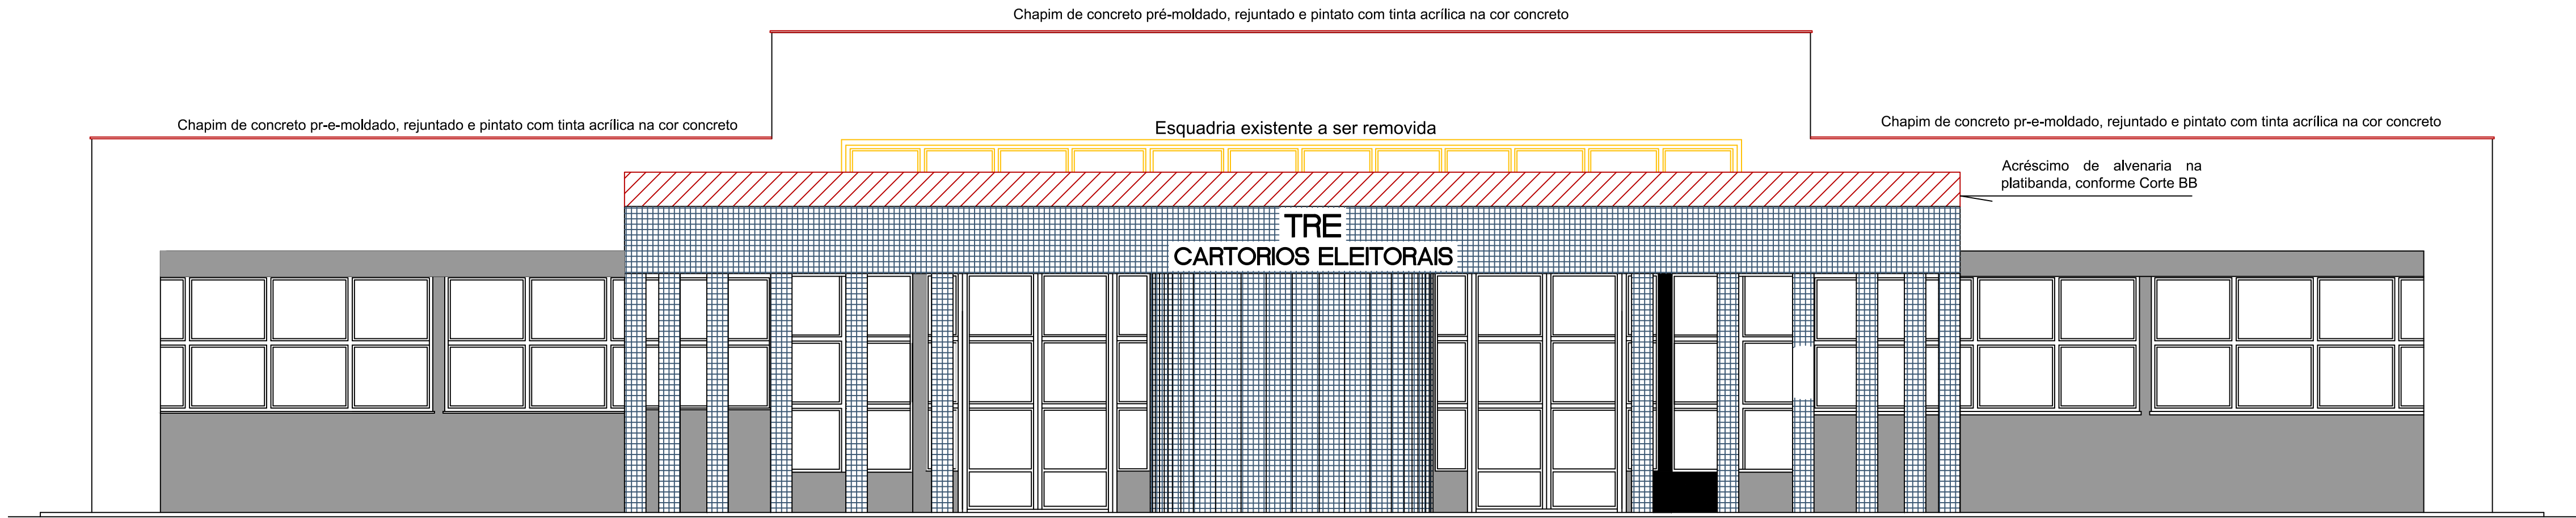 Chapim de concreto pré-moldado, rejuntado e pintato com tinta acrílica na cor concreto
Chapim de concreto pr-e-moldado, rejuntado e pintato com tinta acrílica na cor concreto
Esquadria existente a ser removida
Chapim de concreto pr-e-moldado, rejuntado e pintato com tinta acrílica na cor concreto
Acréscimo de alvenaria na
platibanda, conforme Corte BB
TRE
CARTORIOS ELEITORAIS